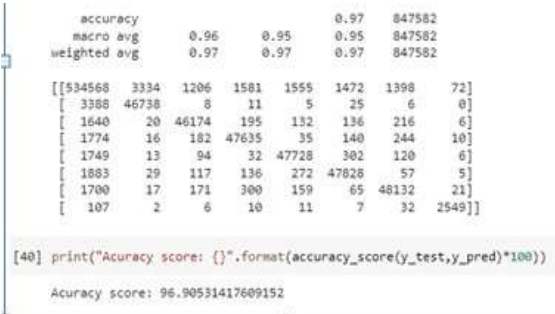 accuracy 0.97 847582
macro avg 0.96 0.95 0.95 847582
weighted avg 0.97 0.97 0.97 847582
[[534568 3334 1206 1581 1555 1472 1398 72]
[ 3388 46738 8 11 5 25 6 0]
[ 1640 20 46174 195 132 136 216 6]
[ 1774 16 182 47635 35 140 244 10]
[ 1749 13 94 32 47728 302 120 6]
[ 1883 29 117 136 272 47828 57 5]
[ 1700 17 171 300 159 65 48132 21]
[ 107 2 6 10 11 7 32 2549]]
[40] print("Acuracy score: {}".format(accuracy_score(y_test,y_pred)*100))
Acuracy score: 96.90531417609152